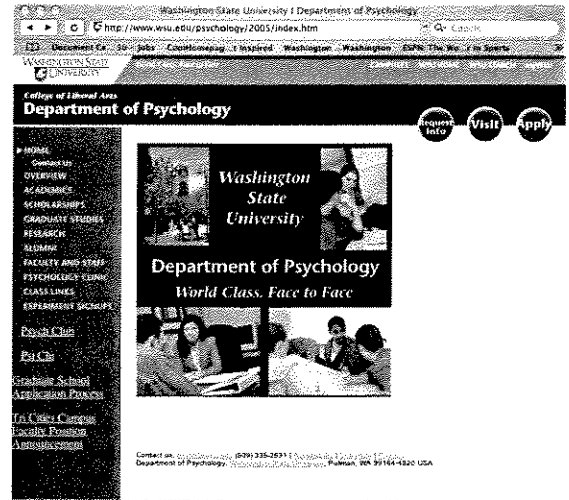 Washington State University | Department of Psychology
http://www.wsu.edu/psychology/2005/index.htm
Jobs
Washington Washington
WASHINGTON STATE
UNIVERSITY
College of Liberal Arts
Department of Psychology
Request Info
Visit
Apply
HOME
Contact Us
OVERVIEW
ACADEMICS
SCHOLARSHIPS
GRADUATE STUDIES
RESEARCH
ALUMNI
FACULTY AND STAFF
PSYCHOLOGY CLINIC
CLASS LINKS
EXPERIMENT SIGNUPS
Psych Club
Psi Chi
Graduate School
Application Process
Tri Cities Campus
Faculty Position
Announcement
Washington
State
University
Department of Psychology
World Class. Face to Face
Contact us,
Department of Psychology, Pullman, WA 99164-4820 USA